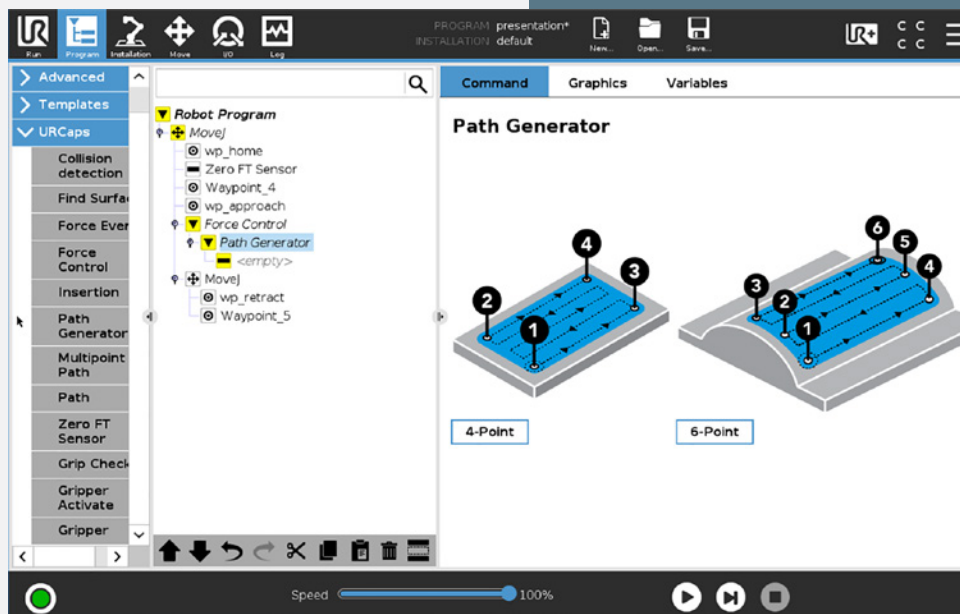 PROGRAM presentation*
INSTALLATION default
UR
Run
Program
Installation
Move
I/O
Log
New...
Open...
Save...
UR+
C C
C C
Advanced
Templates
URCaps
Collision
detection
Find Surfa
Force Ever
Force
Control
Insertion
Path
Generator
Multipoint
Path
Path
Zero FT
Sensor
Grip Check
Gripper
Activate
Gripper
Robot Program
MoveJ
wp_home
Zero FT Sensor
Waypoint_4
wp_approach
Force Control
Path Generator
<empty>
MoveJ
wp_retract
Waypoint_5
Command Graphics Variables
Path Generator
4
3
2
1
6
5
4
3
2
1
4-Point
6-Point
Speed 100%